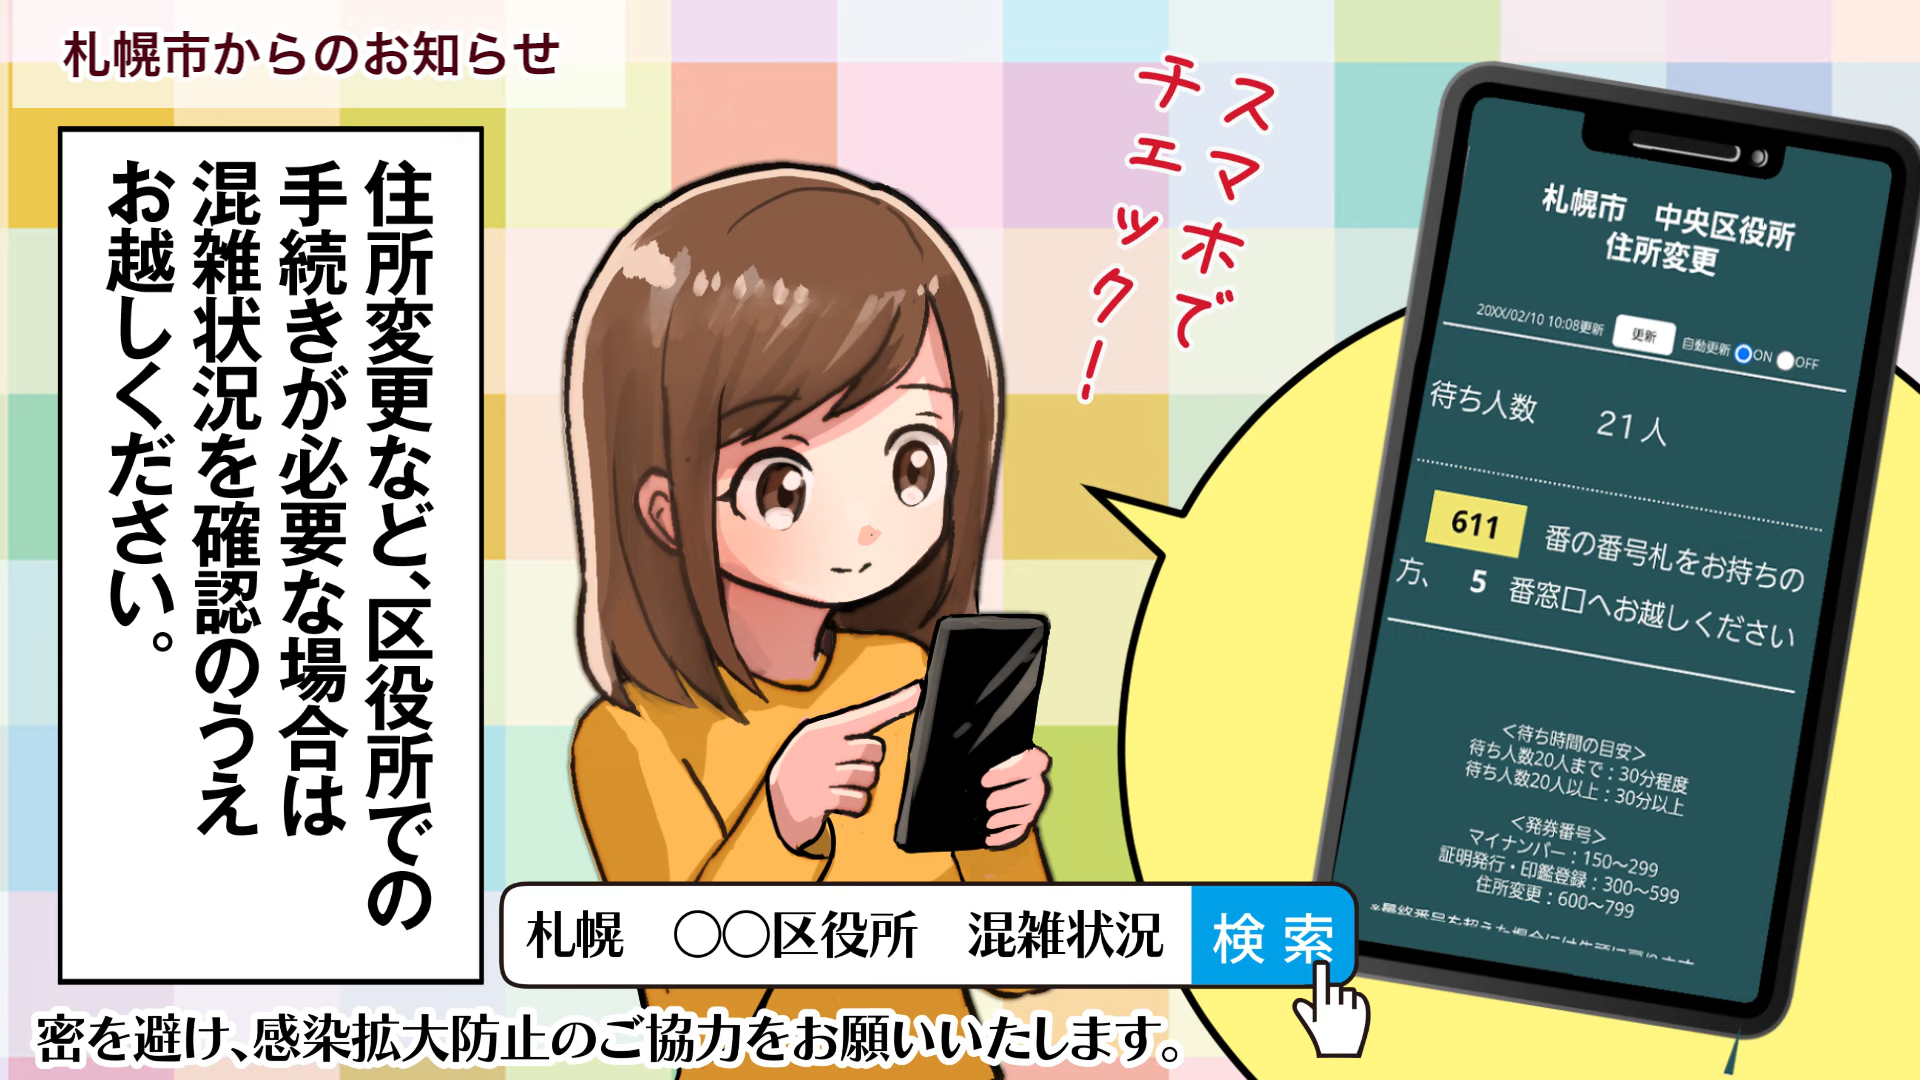 札幌市からのお知らせ
住所変更など、区役所での
手続きが必要な場合は
混雑状況を確認のうえ
お越しください。
スマホで
チェック！
札幌市　中央区役所
住所変更
20XX/02/10 10:08更新　更新　自動更新　ON　OFF
待ち人数　21人
611　番の番号札をお持ちの
方、　5　番窓口へお越しください
＜待ち時間の目安＞
待ち人数20人まで：30分程度
待ち人数20人以上：30分以上
＜発券番号＞
マイナンバー：150～299
証明発行・印鑑登録：300～599
住所変更：600～799
札幌　〇〇区役所　混雑状況　検索
密を避け、感染拡大防止のご協力をお願いいたします。